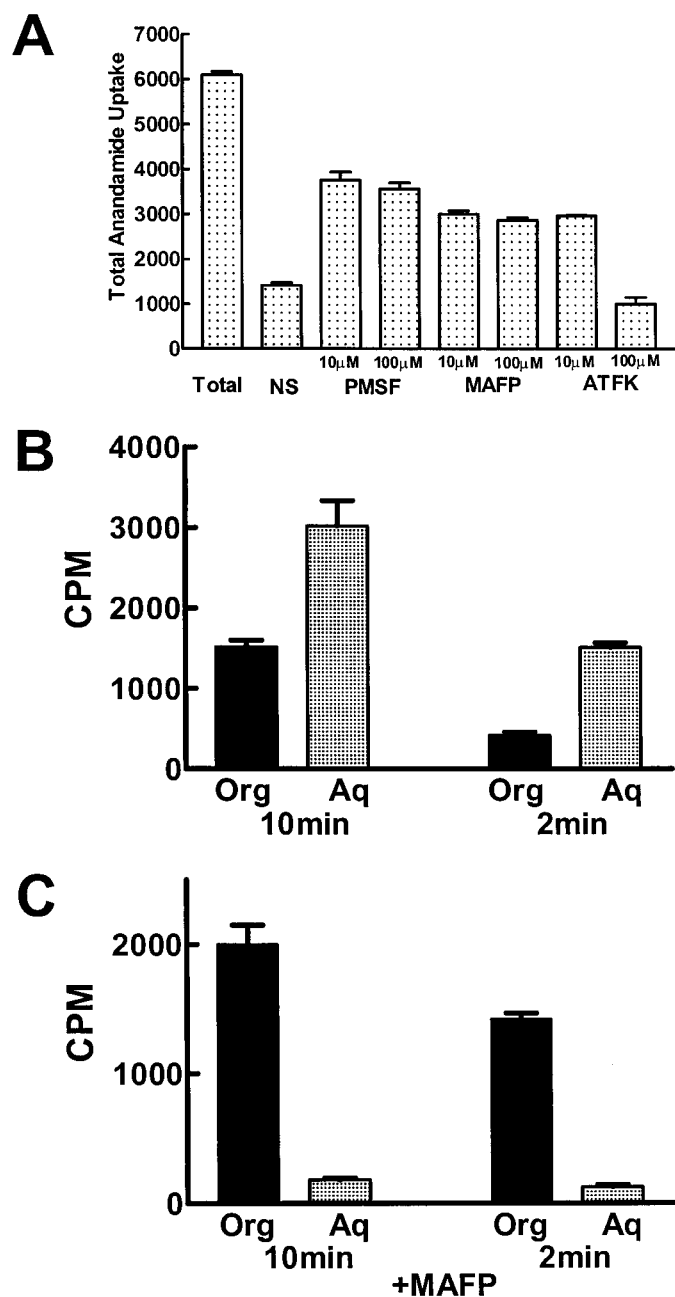 A
Total Anandamide Uptake
7000
6000
5000
4000
3000
2000
1000
0
10μM 100μM 10μM 100μM 10μM 100μM
Total NS PMSF MAFP ATFK
B
CPM
4000
3000
2000
1000
0
Org Aq Org Aq
10min 2min
C
CPM
2000
1000
0
Org Aq Org Aq
10min 2min
+MAFP